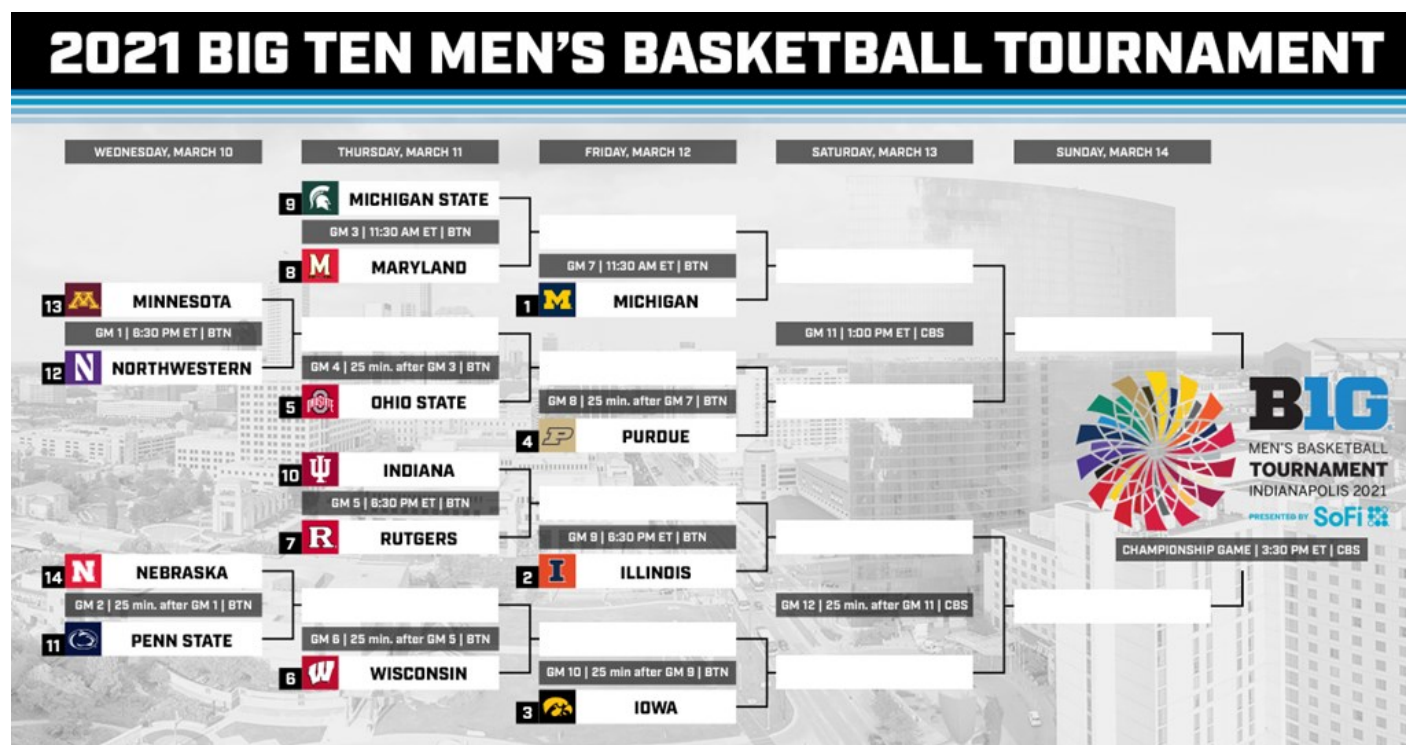 2021 BIG TEN MEN'S BASKETBALL TOURNAMENT
WEDNESDAY, MARCH 10
THURSDAY, MARCH 11
FRIDAY, MARCH 12
SATURDAY, MARCH 13
SUNDAY, MARCH 14
9 MICHIGAN STATE
GM 3 | 11:30 AM ET | BTN
8 M MARYLAND
GM 7 | 11:30 AM ET | BTN
1 M MICHIGAN
13 M MINNESOTA
GM 1 | 6:30 PM ET | BTN
12 N NORTHWESTERN
GM 11 | 1:00 PM ET | CBS
GM 4 | 25 min. after GM 3 | BTN
5 OHIO STATE OHIO STATE
GM 8 | 25 min. after GM 7 | BTN
4 P PURDUE
10 IU INDIANA
GM 5 | 6:30 PM ET | BTN
7 R RUTGERS
GM 9 | 6:30 PM ET | BTN
2 I ILLINOIS
14 N NEBRASKA
GM 2 | 25 min. after GM 1 | BTN
11 PENN STATE
GM 12 | 25 min. after GM 11 | CBS
GM 6 | 25 min. after GM 5 | BTN
6 W WISCONSIN
GM 10 | 25 min after GM 9 | BTN
3 IOWA
B1G
MEN'S BASKETBALL
TOURNAMENT
INDIANAPOLIS 2021
PRESENTED BY SoFi
CHAMPIONSHIP GAME | 3:30 PM ET | CBS